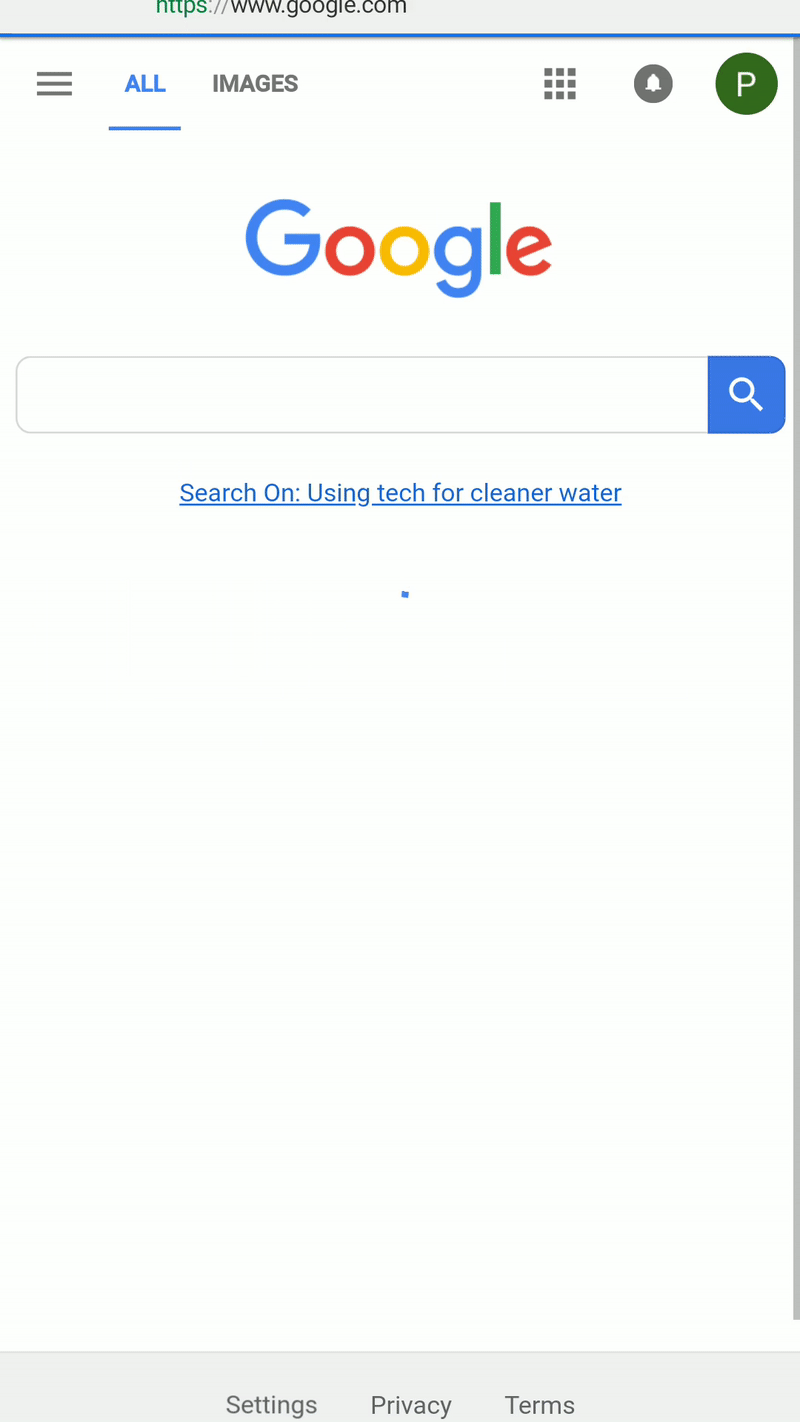 https://www.google.com
ALL IMAGES P
Google
Search On: Using tech for cleaner water
Settings Privacy Terms